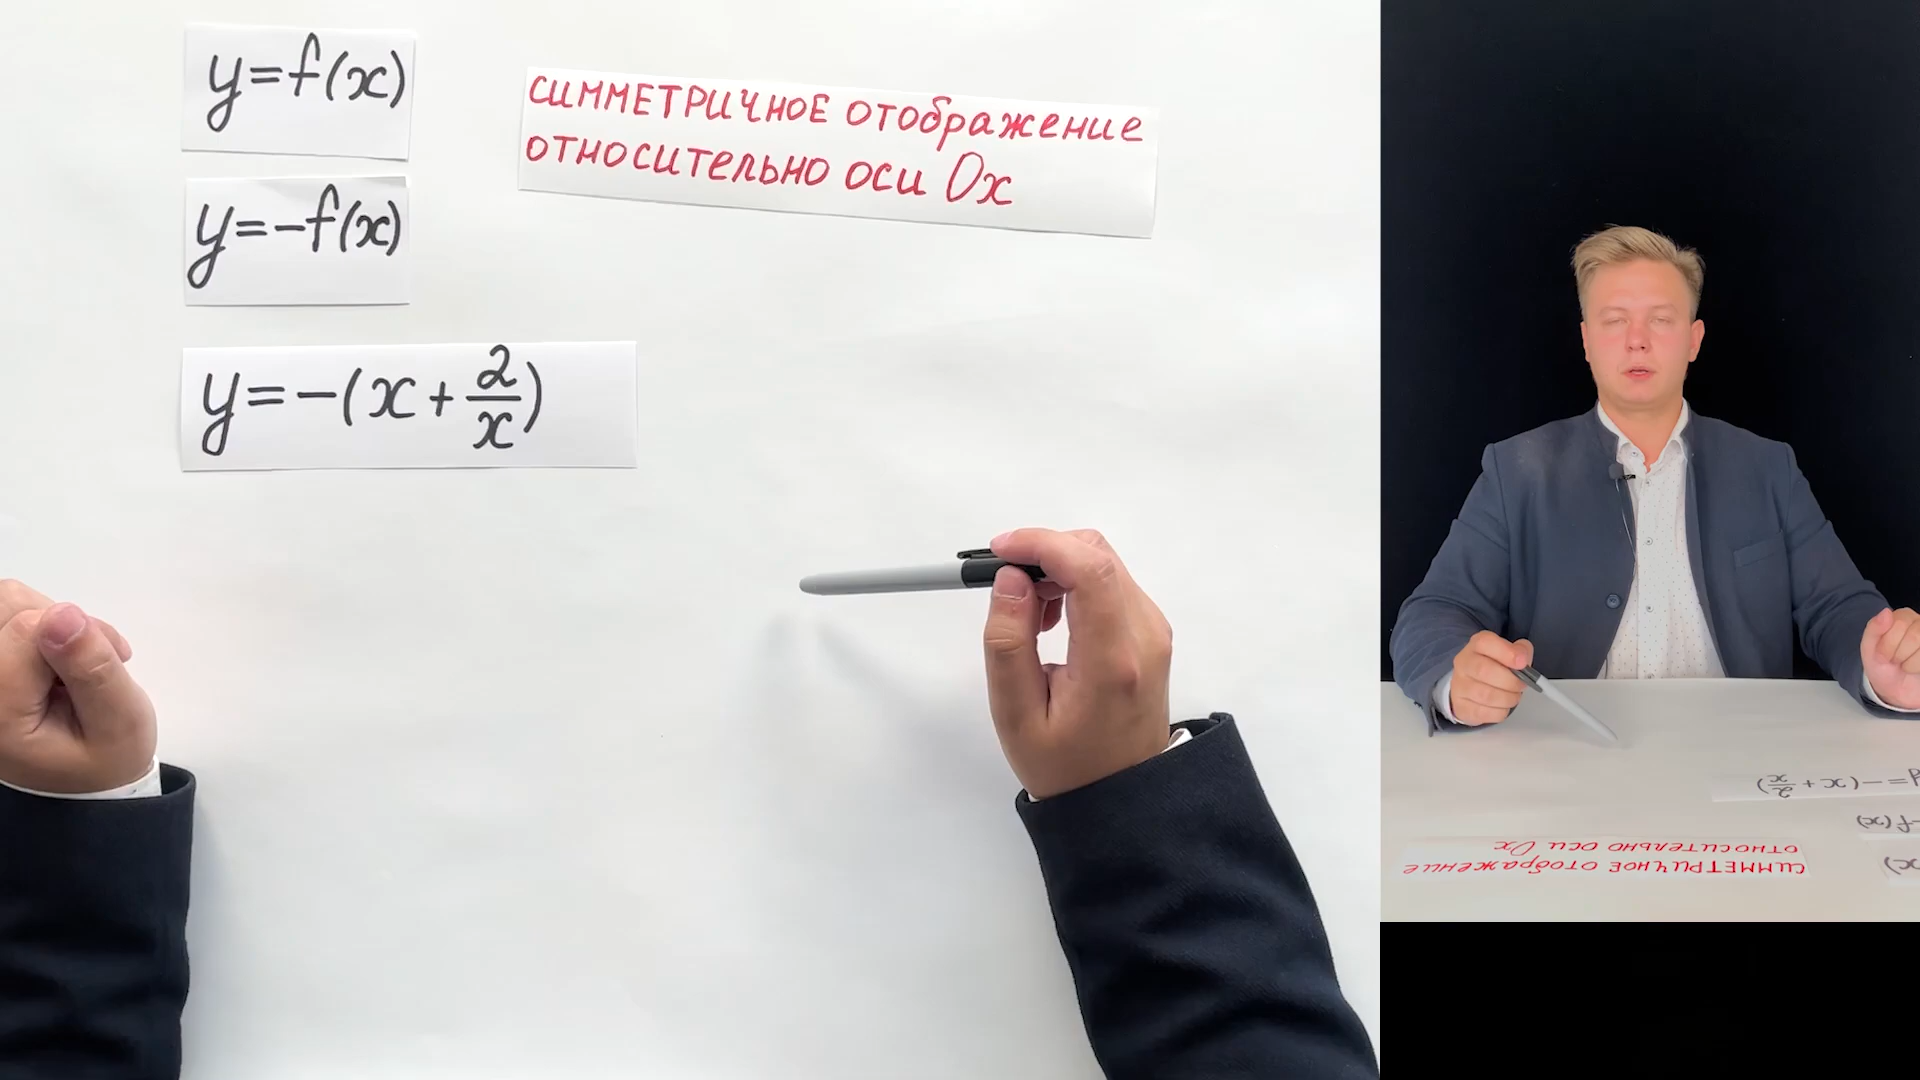 y=f(x)
симметричное отображение
относительно оси Ox
y=-f(x)
y=-(x+2/x)